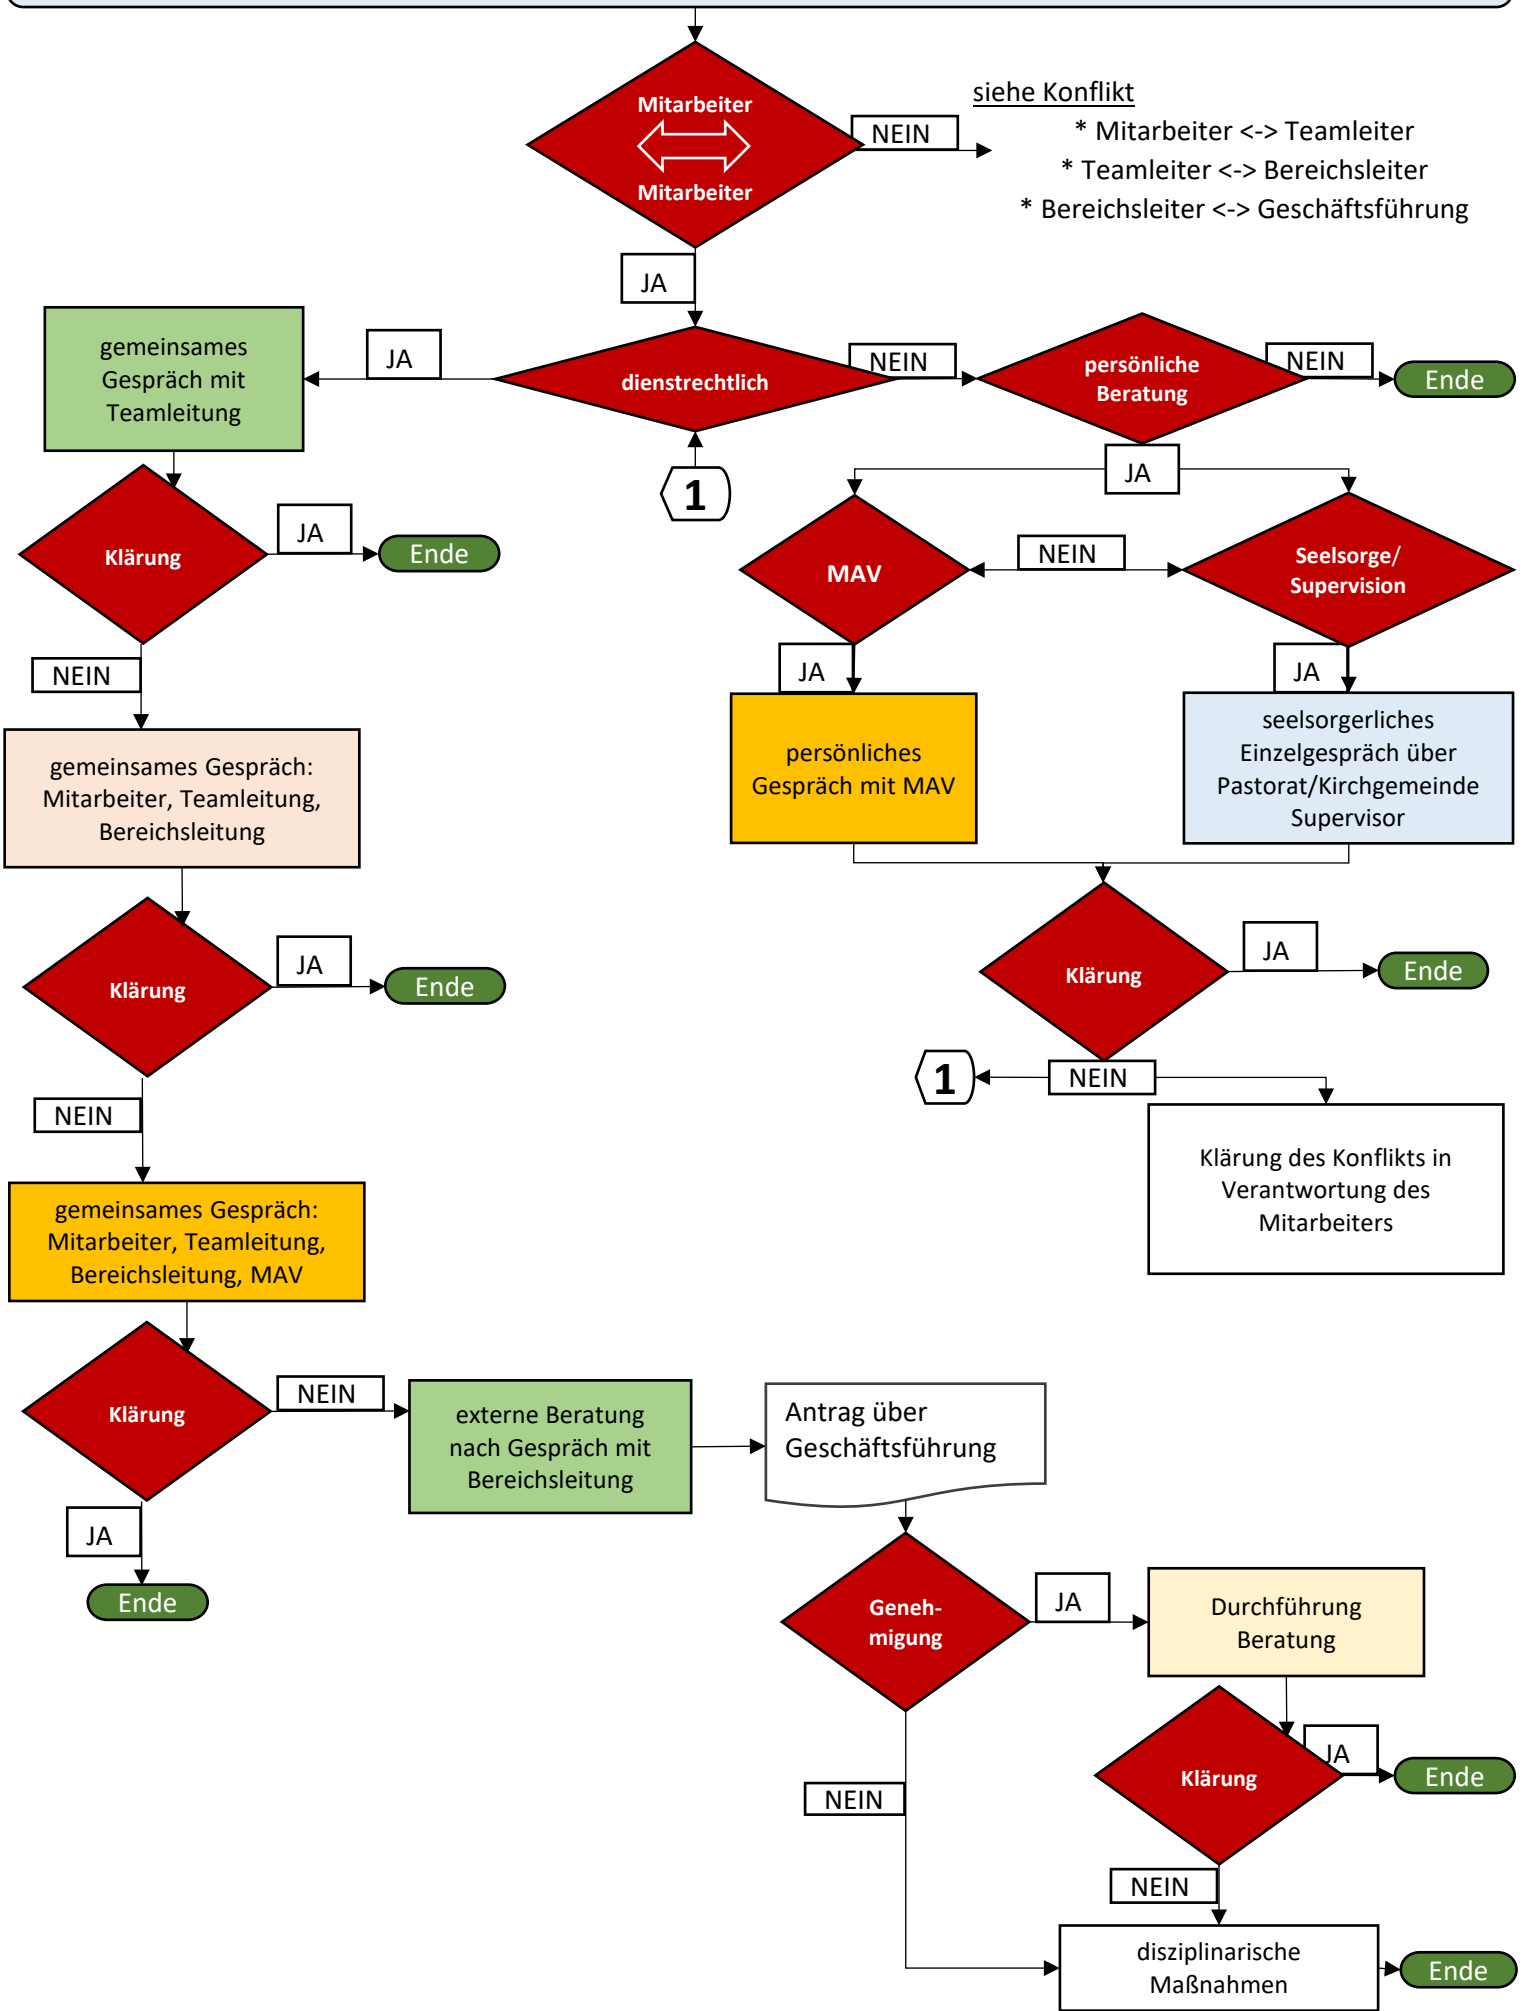 Mitarbeiter
Mitarbeiter
NEIN
siehe Konflikt
* Mitarbeiter <-> Teamleiter
* Teamleiter <-> Bereichsleiter
* Bereichsleiter <-> Geschäftsführung
JA
gemeinsames
Gespräch mit
Teamleitung
JA
dienstrechtlich
NEIN
persönliche
Beratung
NEIN
Ende
1
JA
Klärung
JA
Ende
MAV
NEIN
Seelsorge/
Supervision
NEIN
JA
JA
gemeinsames Gespräch:
Mitarbeiter, Teamleitung,
Bereichsleitung
persönliches
Gespräch mit MAV
seelsorgerliches
Einzelgespräch über
Pastorat/Kirchgemeinde
Supervisor
Klärung
JA
Ende
Klärung
JA
Ende
NEIN
1
NEIN
Klärung des Konflikts in
Verantwortung des
Mitarbeiters
gemeinsames Gespräch:
Mitarbeiter, Teamleitung,
Bereichsleitung, MAV
Klärung
NEIN
externe Beratung
nach Gespräch mit
Bereichsleitung
Antrag über
Geschäftsführung
JA
Ende
Geneh-
migung
JA
Durchführung
Beratung
NEIN
Klärung
JA
Ende
NEIN
disziplinarische
Maßnahmen
Ende